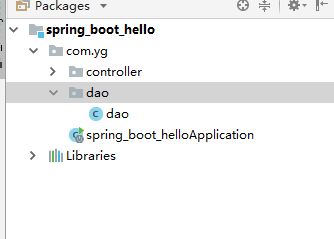 Packages
spring_boot_hello
com.yg
controller
dao
dao
spring_boot_helloApplication
Libraries